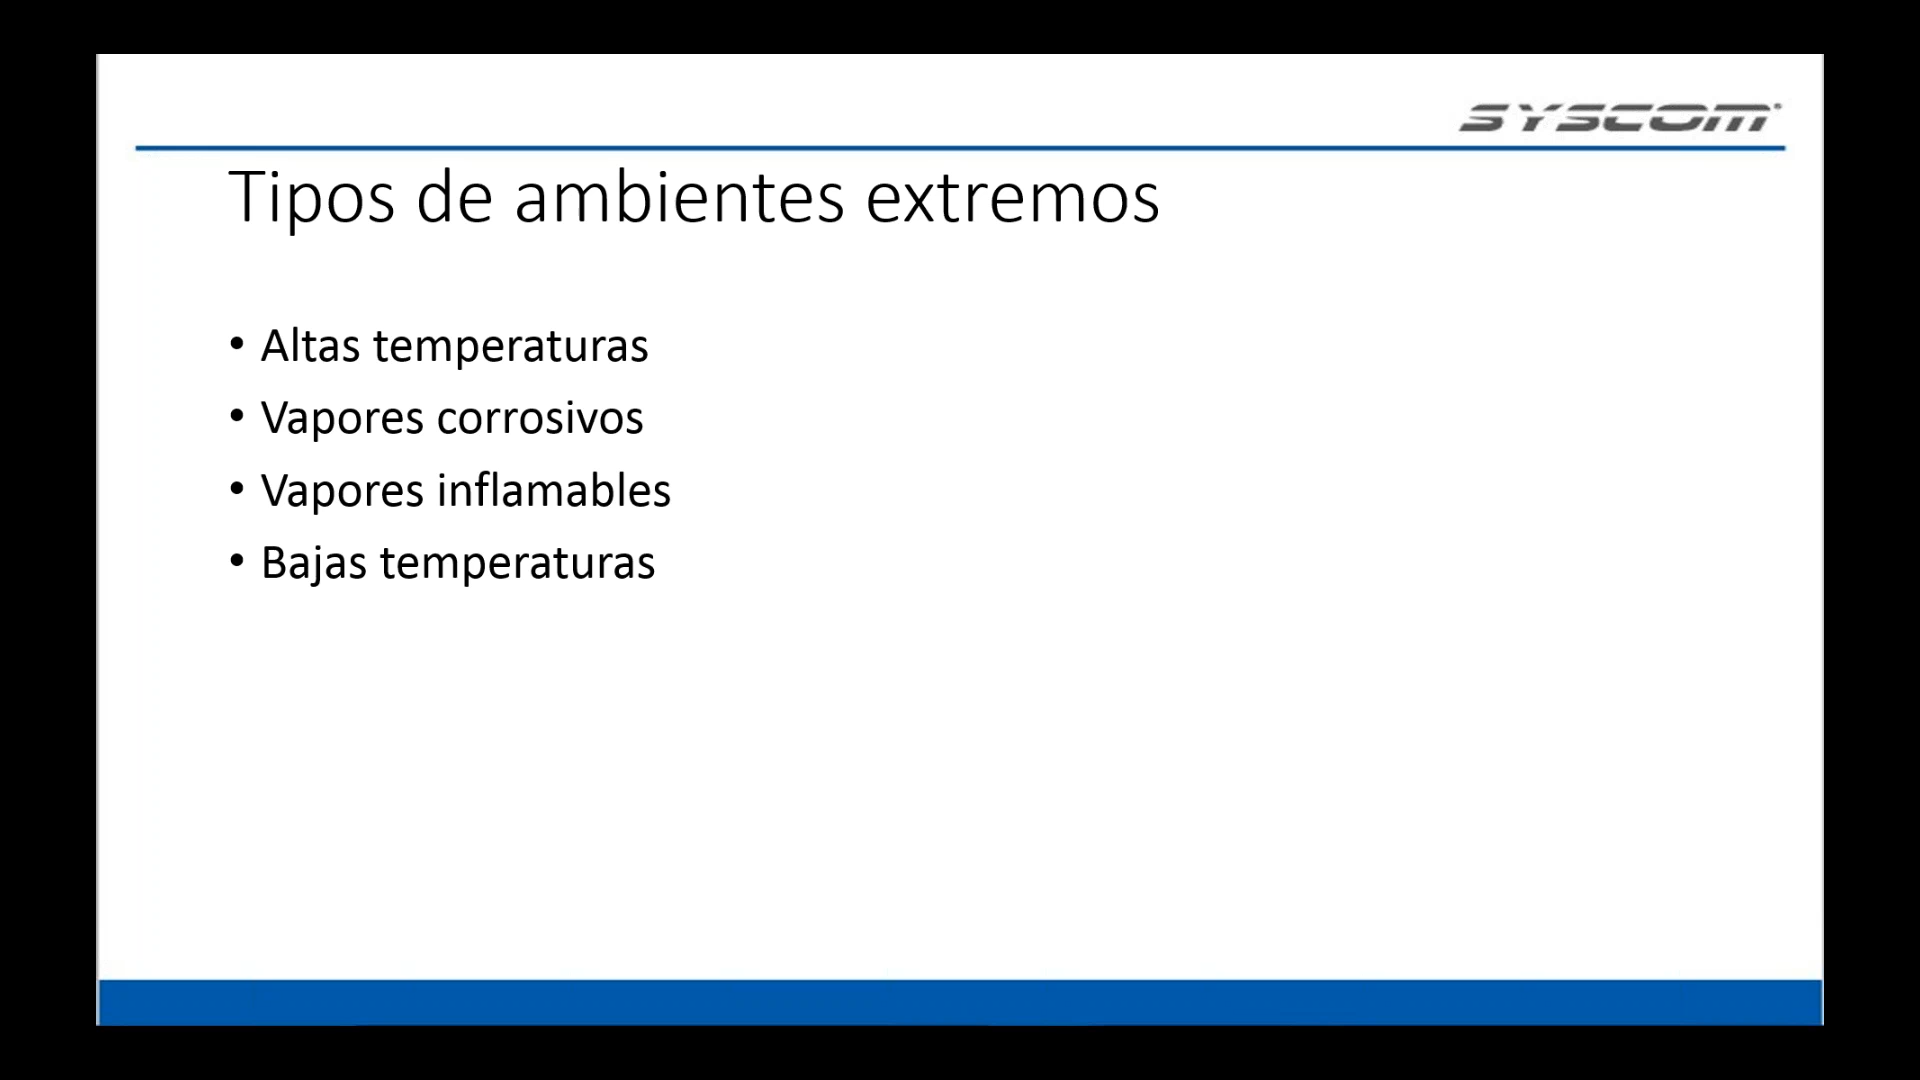 SYSCOM®
Tipos de ambientes extremos
• Altas temperaturas
• Vapores corrosivos
• Vapores inflamables
• Bajas temperaturas